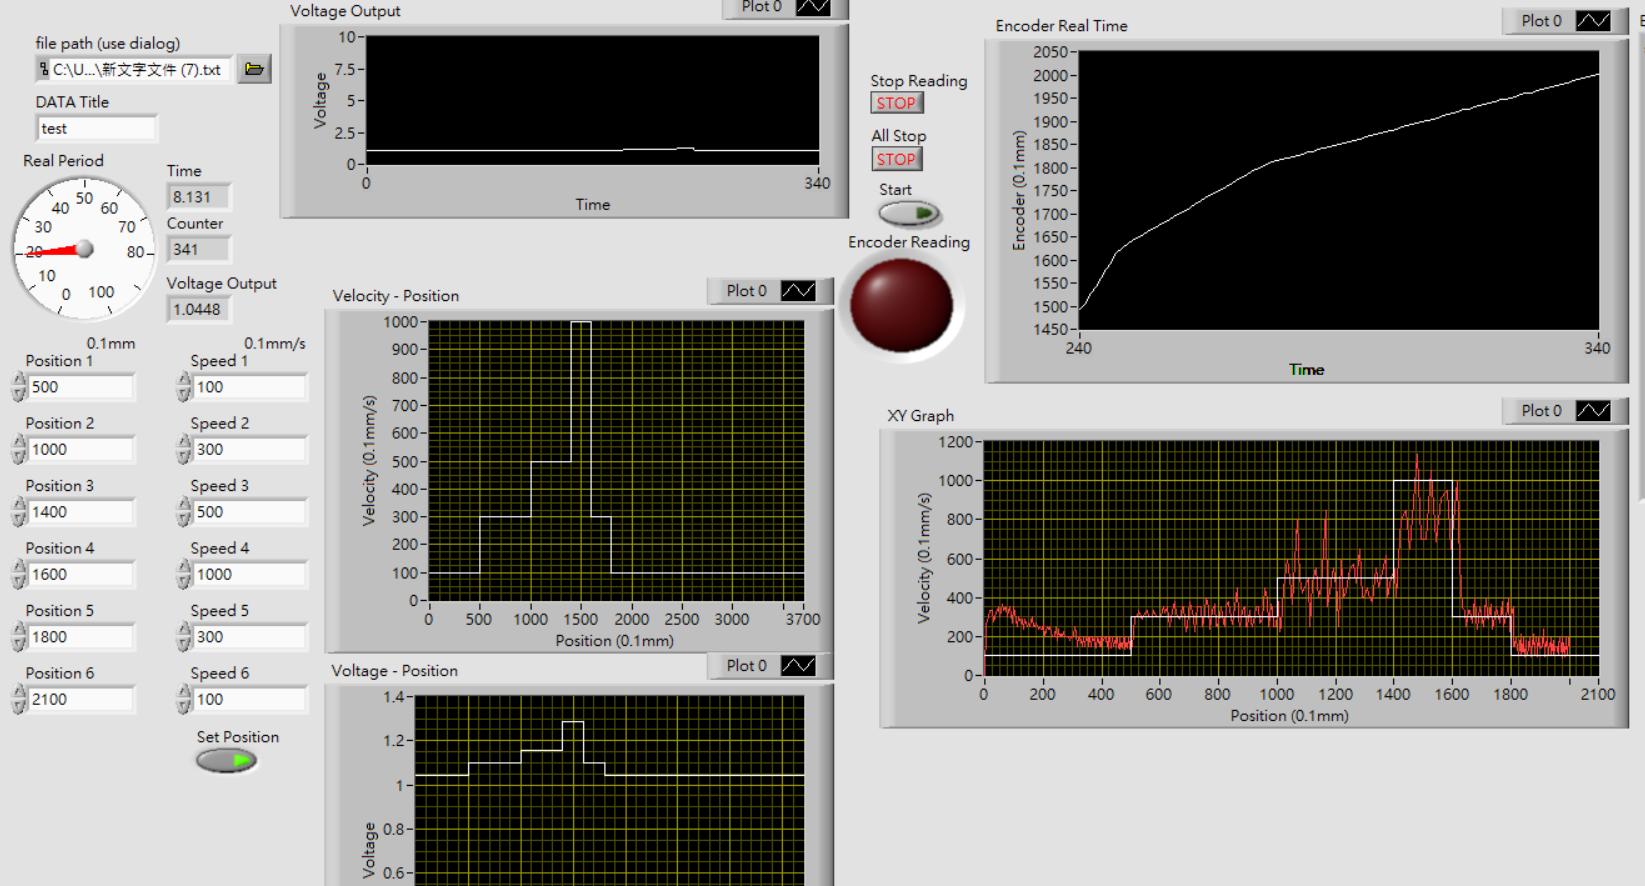 Voltage Output
Plot 0
file path (use dialog)
C:\U...\新文字文件 (7).txt
DATA Title
test
Real Period
0
10
20
30
40
50
60
70
80
100
Time
8.131
Counter
341
Voltage Output
1.0448
Voltage
10
7.5
5
2.5
0
0
340
Time
Stop Reading
STOP
All Stop
STOP
Start
Encoder Reading
Encoder Real Time
Plot 0
Encoder (0.1mm)
2050
2000
1950
1900
1850
1800
1750
1700
1650
1600
1550
1500
1450
240
340
Time
0.1mm
0.1mm/s
Position 1
500
Speed 1
100
Position 2
1000
Speed 2
300
Position 3
1400
Speed 3
500
Position 4
1600
Speed 4
1000
Position 5
1800
Speed 5
300
Position 6
2100
Speed 6
100
Set Position
Velocity - Position
Plot 0
Velocity (0.1mm/s)
1000
900
800
700
600
500
400
300
200
100
0
0
500
1000
1500
2000
2500
3000
3700
Position (0.1mm)
Voltage - Position
Plot 0
Voltage
1.4
1.2
1
0.8
0.6
XY Graph
Plot 0
Velocity (0.1mm/s)
1200
1000
800
600
400
200
0
0
200
400
600
800
1000
1200
1400
1600
1800
2100
Position (0.1mm)